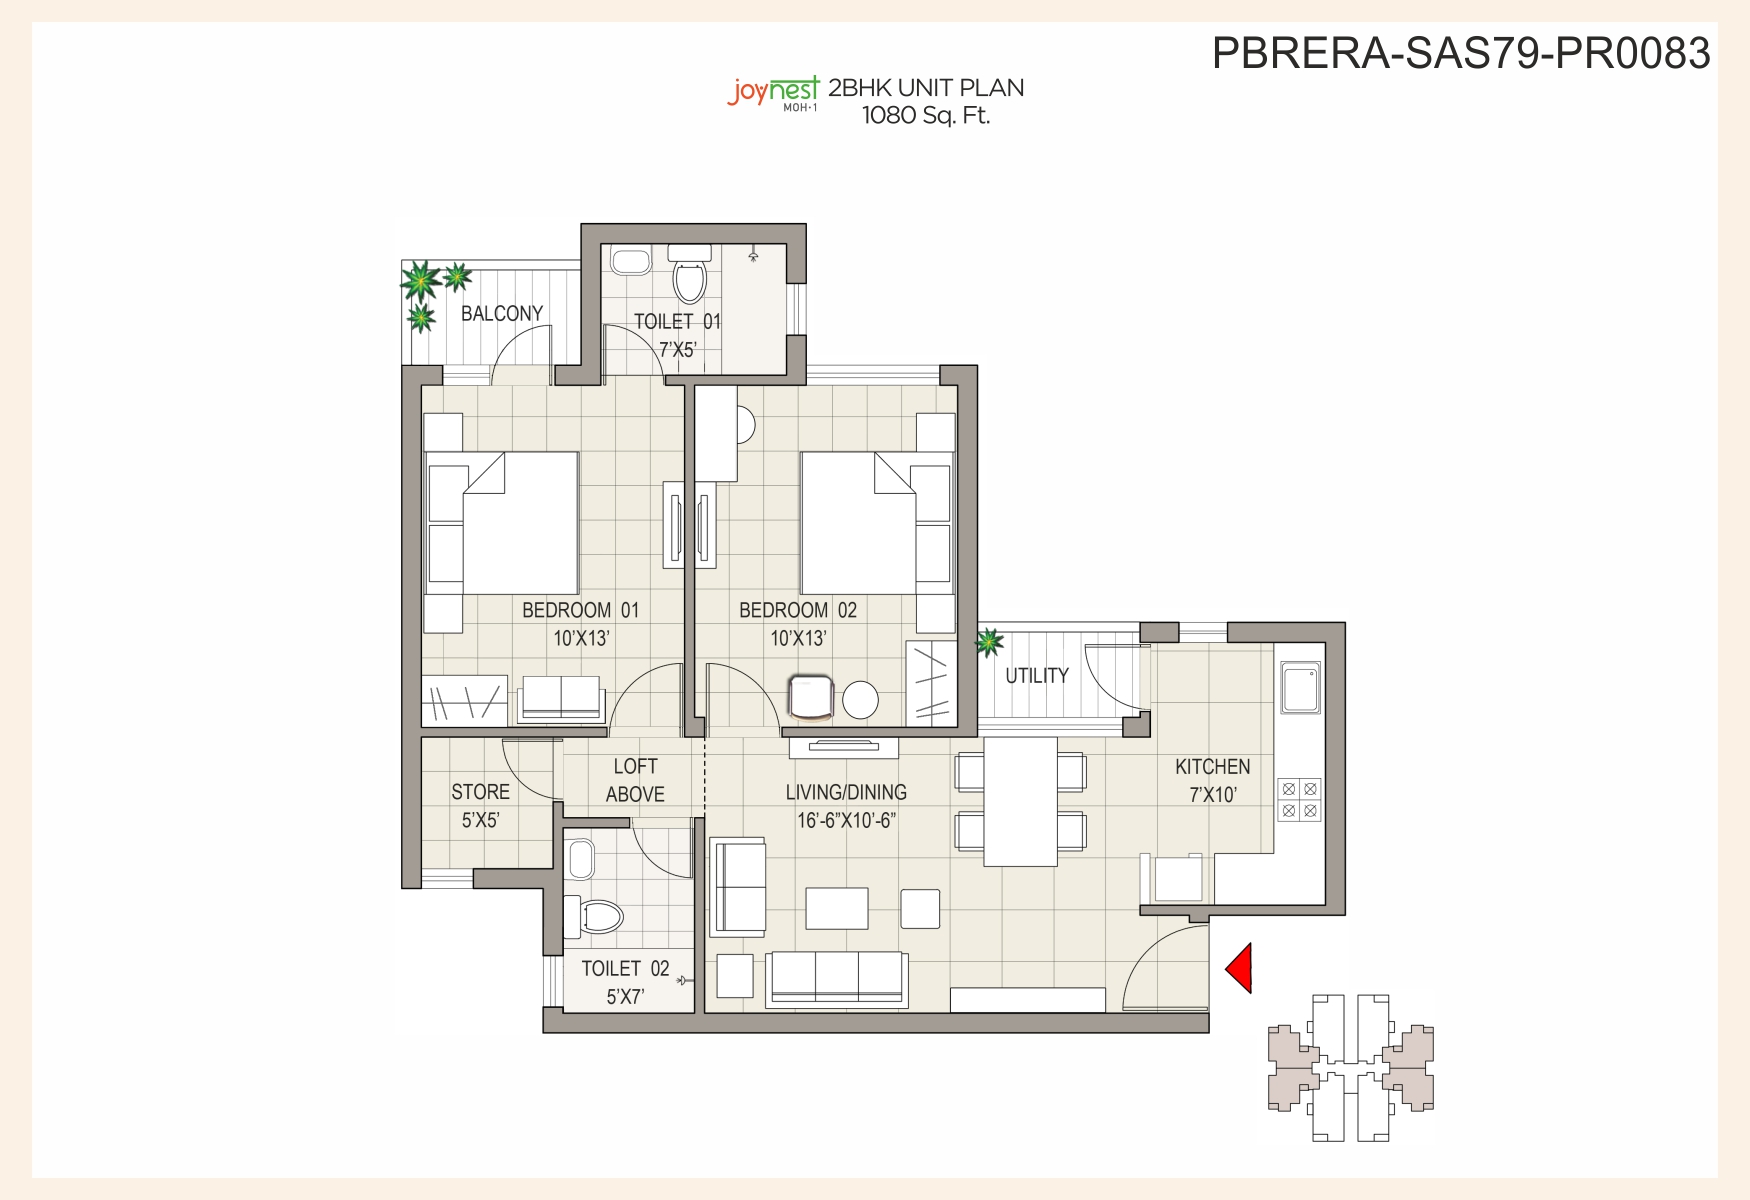 PBRERA-SAS79-PR0083
joynest 2BHK UNIT PLAN
MOH·1
1080 Sq. Ft.
BALCONY
TOILET 01
7'X5'
BEDROOM 01
10'X13'
BEDROOM 02
10'X13'
UTILITY
KITCHEN
7'X10'
LOFT
ABOVE
STORE
5'X5'
LIVING/DINING
16'-6"X10'-6"
TOILET 02
5'X7'